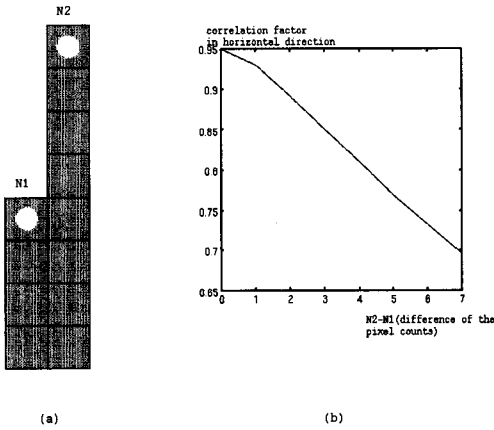 N2
N1
(a)
correlation factor
in horizontal direction
0.95
0.9
0.85
0.8
0.75
0.7
0.65
0 1 2 3 4 5 6 7
N2-N1(difference of the
pixel counts)
(b)